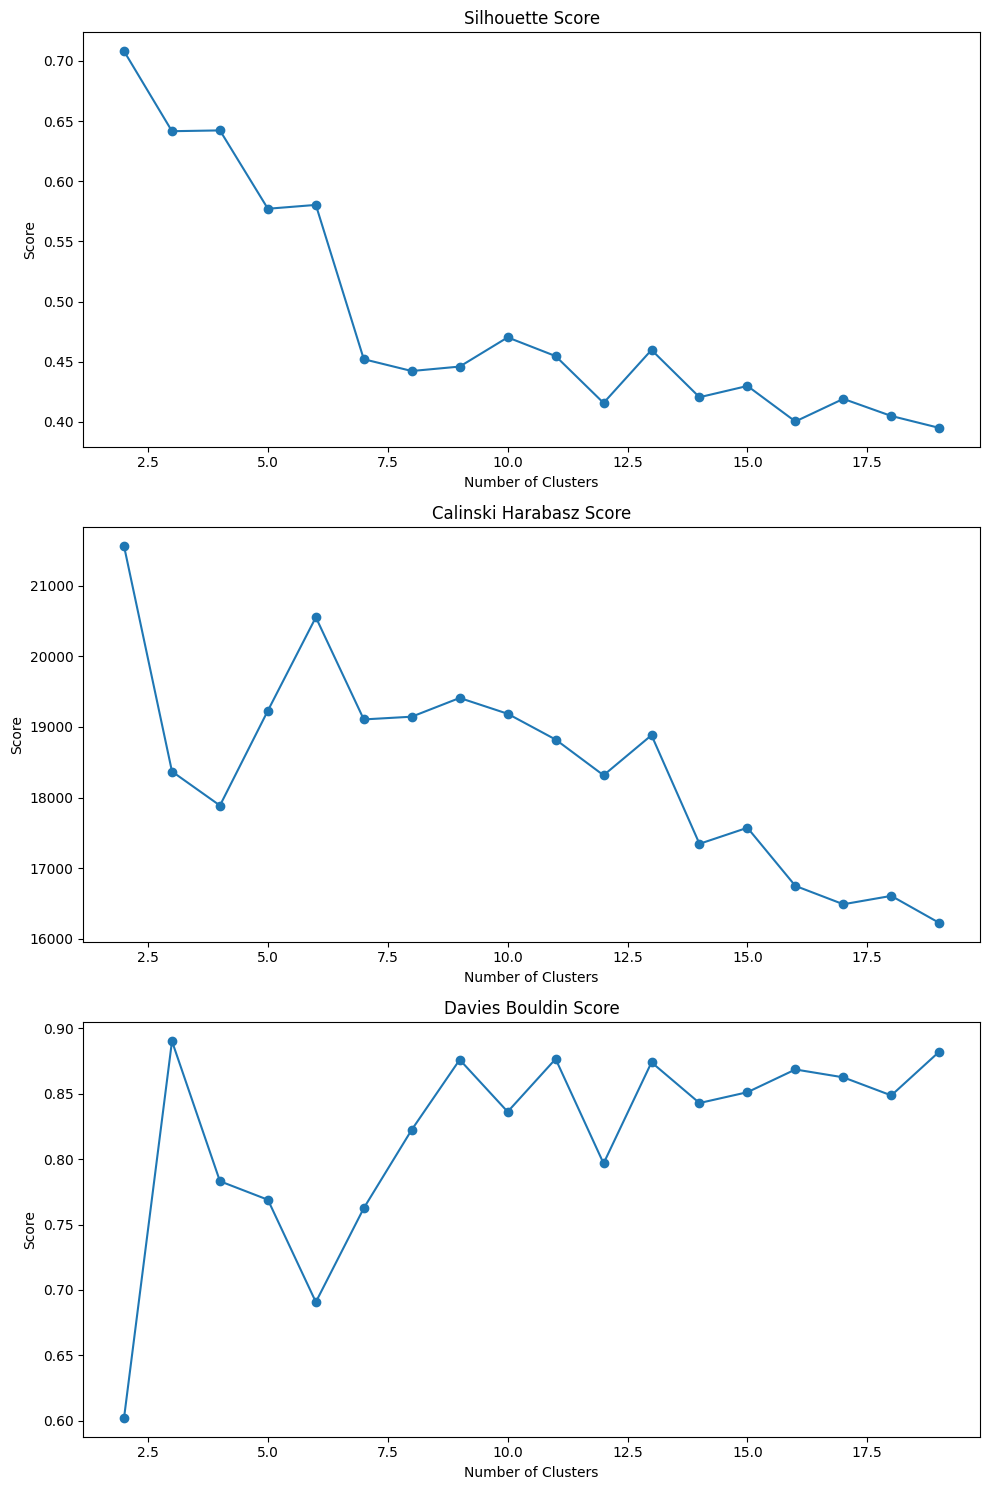 Silhouette Score
0.70
0.65
0.60
0.55
0.50
0.45
0.40
Score
2.5 5.0 7.5 10.0 12.5 15.0 17.5
Number of Clusters
Calinski Harabasz Score
21000
20000
19000
18000
17000
16000
Score
2.5 5.0 7.5 10.0 12.5 15.0 17.5
Number of Clusters
Davies Bouldin Score
0.90
0.85
0.80
0.75
0.70
0.65
0.60
Score
2.5 5.0 7.5 10.0 12.5 15.0 17.5
Number of Clusters